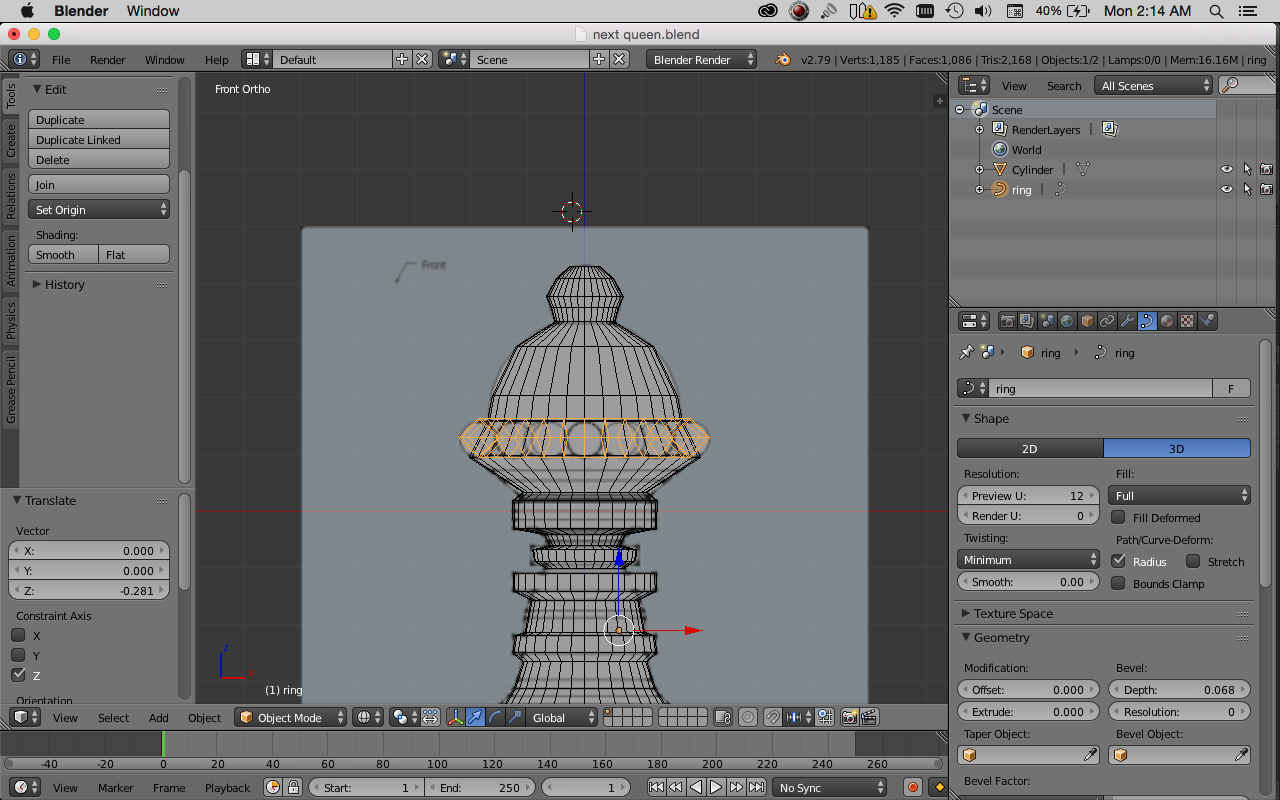 Blender Window 40% Mon 2:14 AM
next queen.blend
File Render Window Help Default Scene Blender Render v2.79 | Verts:1,185 | Faces:1,086 | Tris:2,168 | Objects:1/2 | Lamps:0/0 | Mem:16.16M | ring
Tools
Create
Relations
Animation
Physics
Grease Pencil
Edit
Duplicate
Duplicate Linked
Delete
Join
Set Origin
Shading:
Smooth Flat
History
Translate
Vector
X: 0.000
Y: 0.000
Z: -0.281
Constraint Axis
X
Y
Z
Orientation
Front Ortho
Front
z
x
(1) ring
View Select Add Object Object Mode Global
-40 -20 0 20 40 60 80 100 120 140 160 180 200 220 240 260
View Marker Frame Playback Start: 1 End: 250 1 No Sync
View Search All Scenes
Scene
RenderLayers |
World
Cylinder |
ring |
ring ring
ring F
Shape
2D 3D
Resolution: Fill:
Preview U: 12 Full
Render U: 0 Fill Deformed
Twisting: Path/Curve-Deform:
Minimum Radius Stretch
Smooth: 0.00 Bounds Clamp
Texture Space
Geometry
Modification: Bevel:
Offset: 0.000 Depth: 0.068
Extrude: 0.000 Resolution: 0
Taper Object: Bevel Object:
Bevel Factor: